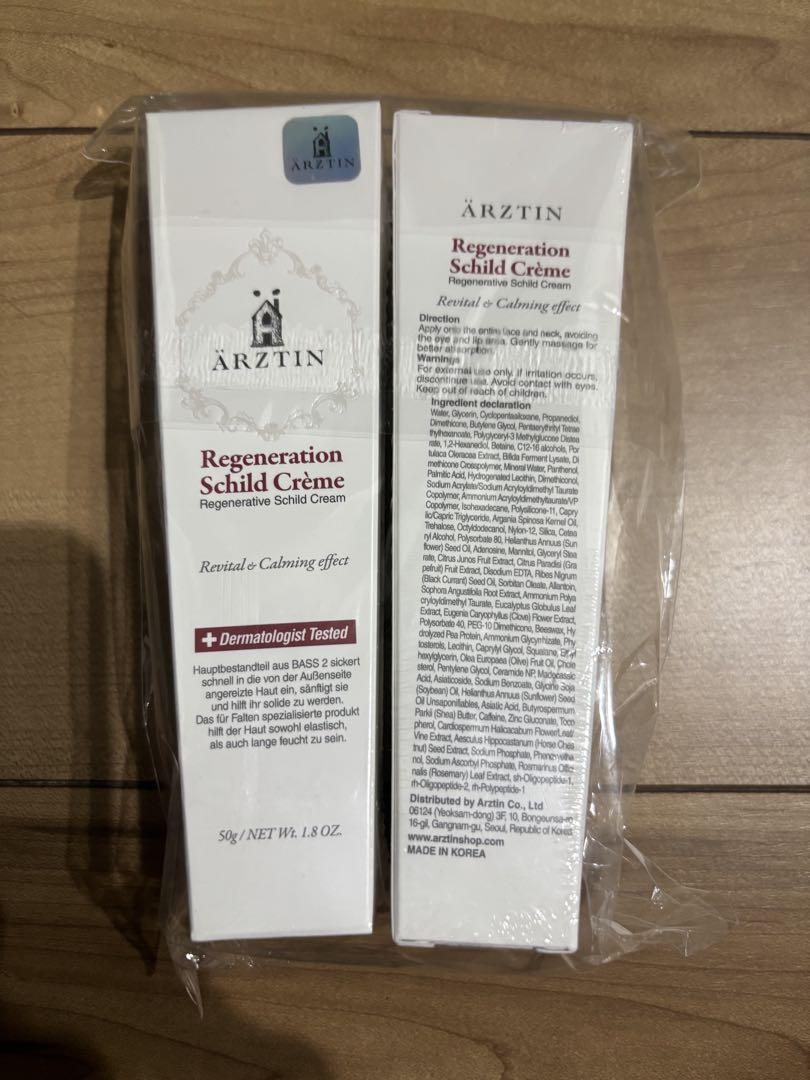 ÄRZTIN
ÄRZTIN
Regeneration
Schild Crème
Regenerative Schild Cream
Revital & Calming effect
Dermatologist Tested
Hauptbestandteil aus BASS 2 sickert
schnell in die von der Außenseite
angereizte Haut ein, sänftigt sie
und hilft ihr solide zu werden.
Das für Falten spezialisierte produkt
hilft der Haut sowohl elastisch,
als auch lange feucht zu sein.
50g / NET Wt. 1.8 OZ.
ÄRZTIN
Regeneration
Schild Crème
Regenerative Schild Cream
Revital & Calming effect
Direction
Apply onto the entire face and neck, avoiding
the eye and lip area. Gently massage for
better absorption.
Warnings
For external use only. If irritation occurs,
discontinue use. Avoid contact with eyes.
Keep out of reach of children.
Ingredient declaration
Water, Glycerin, Cyclopentasiloxane, Propanediol,
Dimethicone, Butylene Glycol, Pentaerythrityl Tetrae
thylhexanoate, Polyglyceryl-3 Methylglucose Distea
rate, 1,2-Hexanediol, Betaine, C12-16 alcohols, Por
tulaca Oleracea Extract, Bifida Ferment Lysate, Di
methicone Crosspolymer, Mineral Water, Panthenol,
Palmitic Acid, Hydrogenated Lecithin, Dimethiconol,
Sodium Acrylate/Sodium Acryloyldimethyl Taurate
Copolymer, Ammonium Acryloyldimethyltaurate/VP
Copolymer, Isohexadecane, Polysilicone-11, Capry
lic/Capric Triglyceride, Argania Spinosa Kernel Oil,
Trehalose, Octyldodecanol, Nylon-12, Silica, Cetea
ryl Alcohol, Polysorbate 80, Helianthus Annuus (Sun
flower) Seed Oil, Adenosine, Mannitol, Glyceryl Stea
rate, Citrus Junos Fruit Extract, Citrus Paradisi (Gra
pefruit) Fruit Extract, Disodium EDTA, Ribes Nigrum
(Black Currant) Seed Oil, Sorbitan Oleate, Allantoin,
Sophora Angustifolia Root Extract, Ammonium Polya
cryloyldimethyl Taurate, Eucalyptus Globulus Leaf
Extract, Eugenia Caryophyllus (Clove) Flower Extract,
Polysorbate 40, PEG-10 Dimethicone, Beeswax, Hy
drolyzed Pea Protein, Ammonium Glycyrrhizate, Phy
tosterols, Lecithin, Caprylyl Glycol, Squalane, Ethyl
hexylglycerin, Olea Europaea (Olive) Fruit Oil, Chole
sterol, Pentylene Glycol, Ceramide NP, Madecassic
Acid, Asiaticoside, Sodium Benzoate, Glycine Soja
(Soybean) Oil, Helianthus Annuus (Sunflower) Seed
Oil Unsaponifiables, Asiatic Acid, Butyrospermum
Parkii (Shea) Butter, Caffeine, Zinc Gluconate, Toco
pherol, Cardiospermum Halicacabum Flower/Leaf/
Vine Extract, Aesculus Hippocastanum (Horse Ches
tnut) Seed Extract, Sodium Phosphate, Phenoxyetha
nol, Sodium Ascorbyl Phosphate, Rosmarinus Offici
nalis (Rosemary) Leaf Extract, sh-Oligopeptide-1,
rh-Oligopeptide-2, rh-Polypeptide-1
Distributed by Arztin Co., Ltd
06124 (Yeoksam-dong) 3F, 10, Bongeunsa-ro
16-gil, Gangnam-gu, Seoul, Republic of Korea
www.arztinshop.com
MADE IN KOREA